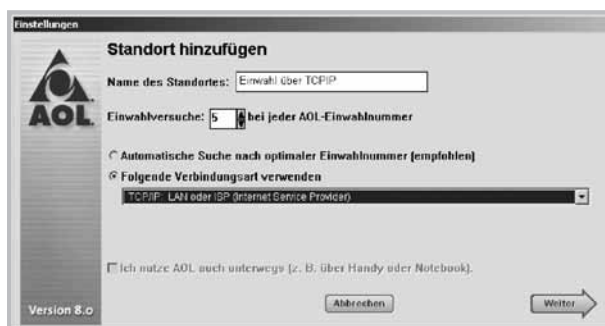 Einstellungen
Standort hinzufügen
Name des Standortes: Einwahl über TCPIP
AOL
Einwahlversuche: 5 bei jeder AOL-Einwahlnummer
Automatische Suche nach optimaler Einwahlnummer (empfohlen)
Folgende Verbindungsart verwenden
TCP/IP: LAN oder ISP (Internet Service Provider)
Ich nutze AOL auch unterwegs (z. B. über Handy oder Notebook).
Abbrechen
Weiter
Version 8.0